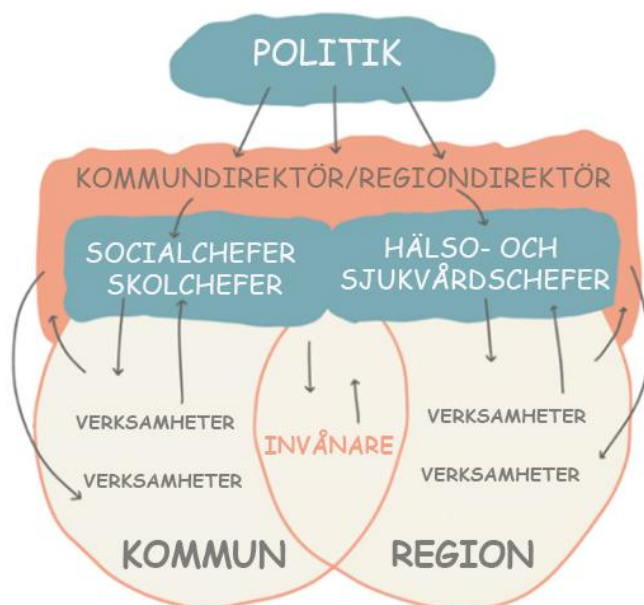 POLITIK
KOMMUNDIREKTÖR/REGIONDIREKTÖR
SOCIALCHEFER
SKOLCHEFER
HÄLSO- OCH
SJUKVÅRDSCHEFER
VERKSAMHETER
VERKSAMHETER
INVÅNARE
VERKSAMHETER
VERKSAMHETER
KOMMUN
REGION